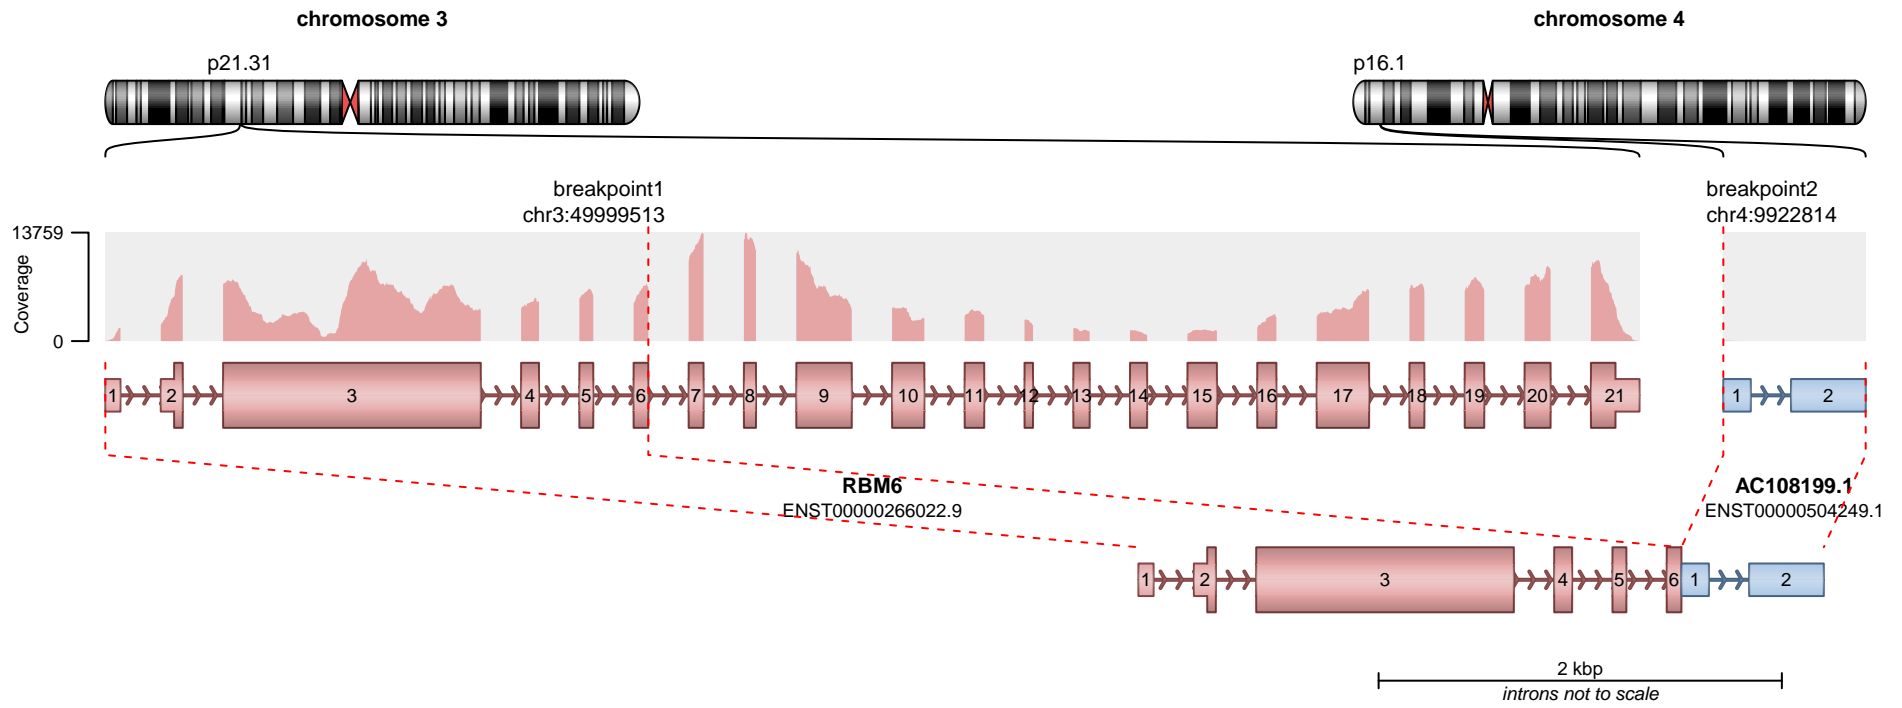 chromosome 3
chromosome 4
p21.31
p16.1
breakpoint1
chr3:49999513
breakpoint2
chr4:9922814
13759
Coverage
0
1 2 3 4 5 6 7 8 9 10 11 12 13 14 15 16 17 18 19 20 21
1 2
RBM6
ENST00000266022.9
AC108199.1
ENST00000504249.1
1 2 3 4 5 6 1 2
2 kbp
introns not to scale